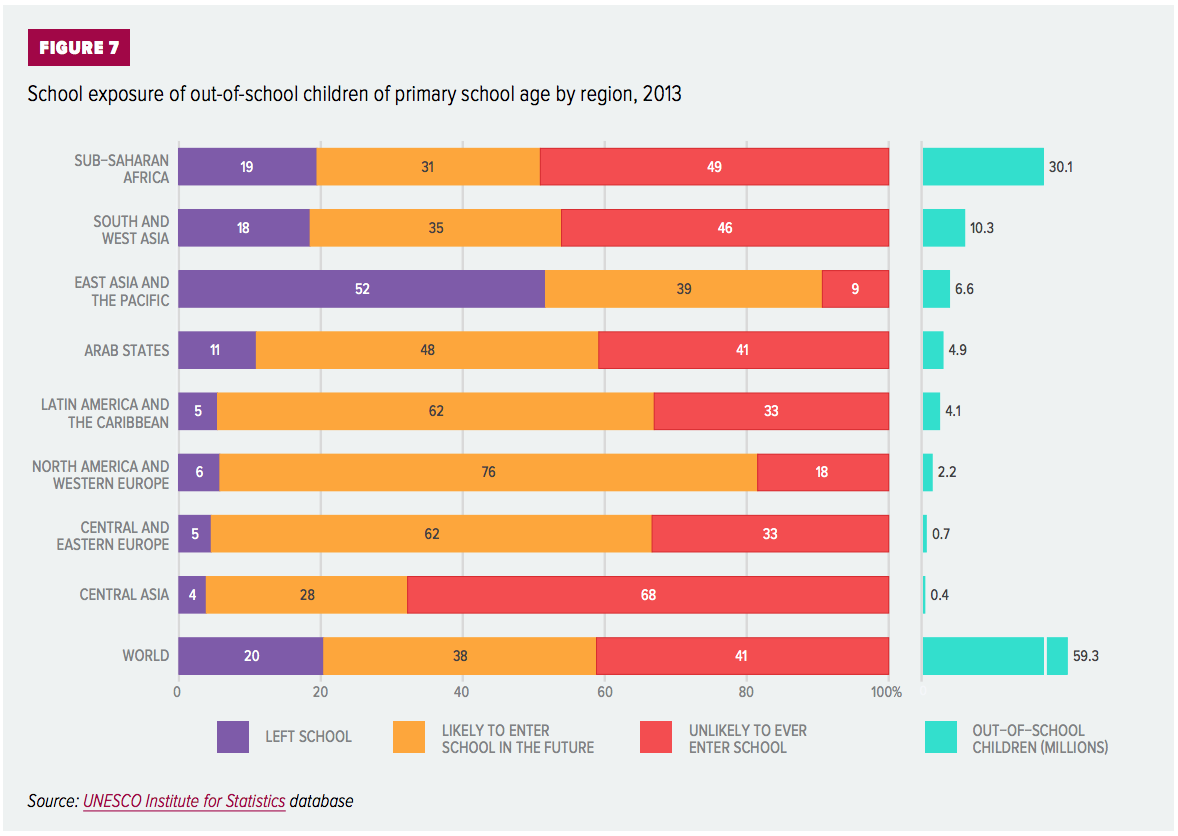 FIGURE 7
School exposure of out-of-school children of primary school age by region, 2013
SUB-SAHARAN
AFRICA
19 31 49 30.1
SOUTH AND
WEST ASIA
18 35 46 10.3
EAST ASIA AND
THE PACIFIC
52 39 9 6.6
ARAB STATES
11 48 41 4.9
LATIN AMERICA AND
THE CARIBBEAN
5 62 33 4.1
NORTH AMERICA AND
WESTERN EUROPE
6 76 18 2.2
CENTRAL AND
EASTERN EUROPE
5 62 33 0.7
CENTRAL ASIA
4 28 68 0.4
WORLD
20 38 41 59.3
0 20 40 60 80 100%
LEFT SCHOOL
LIKELY TO ENTER
SCHOOL IN THE FUTURE
UNLIKELY TO EVER
ENTER SCHOOL
OUT-OF-SCHOOL
CHILDREN (MILLIONS)
Source: UNESCO Institute for Statistics database